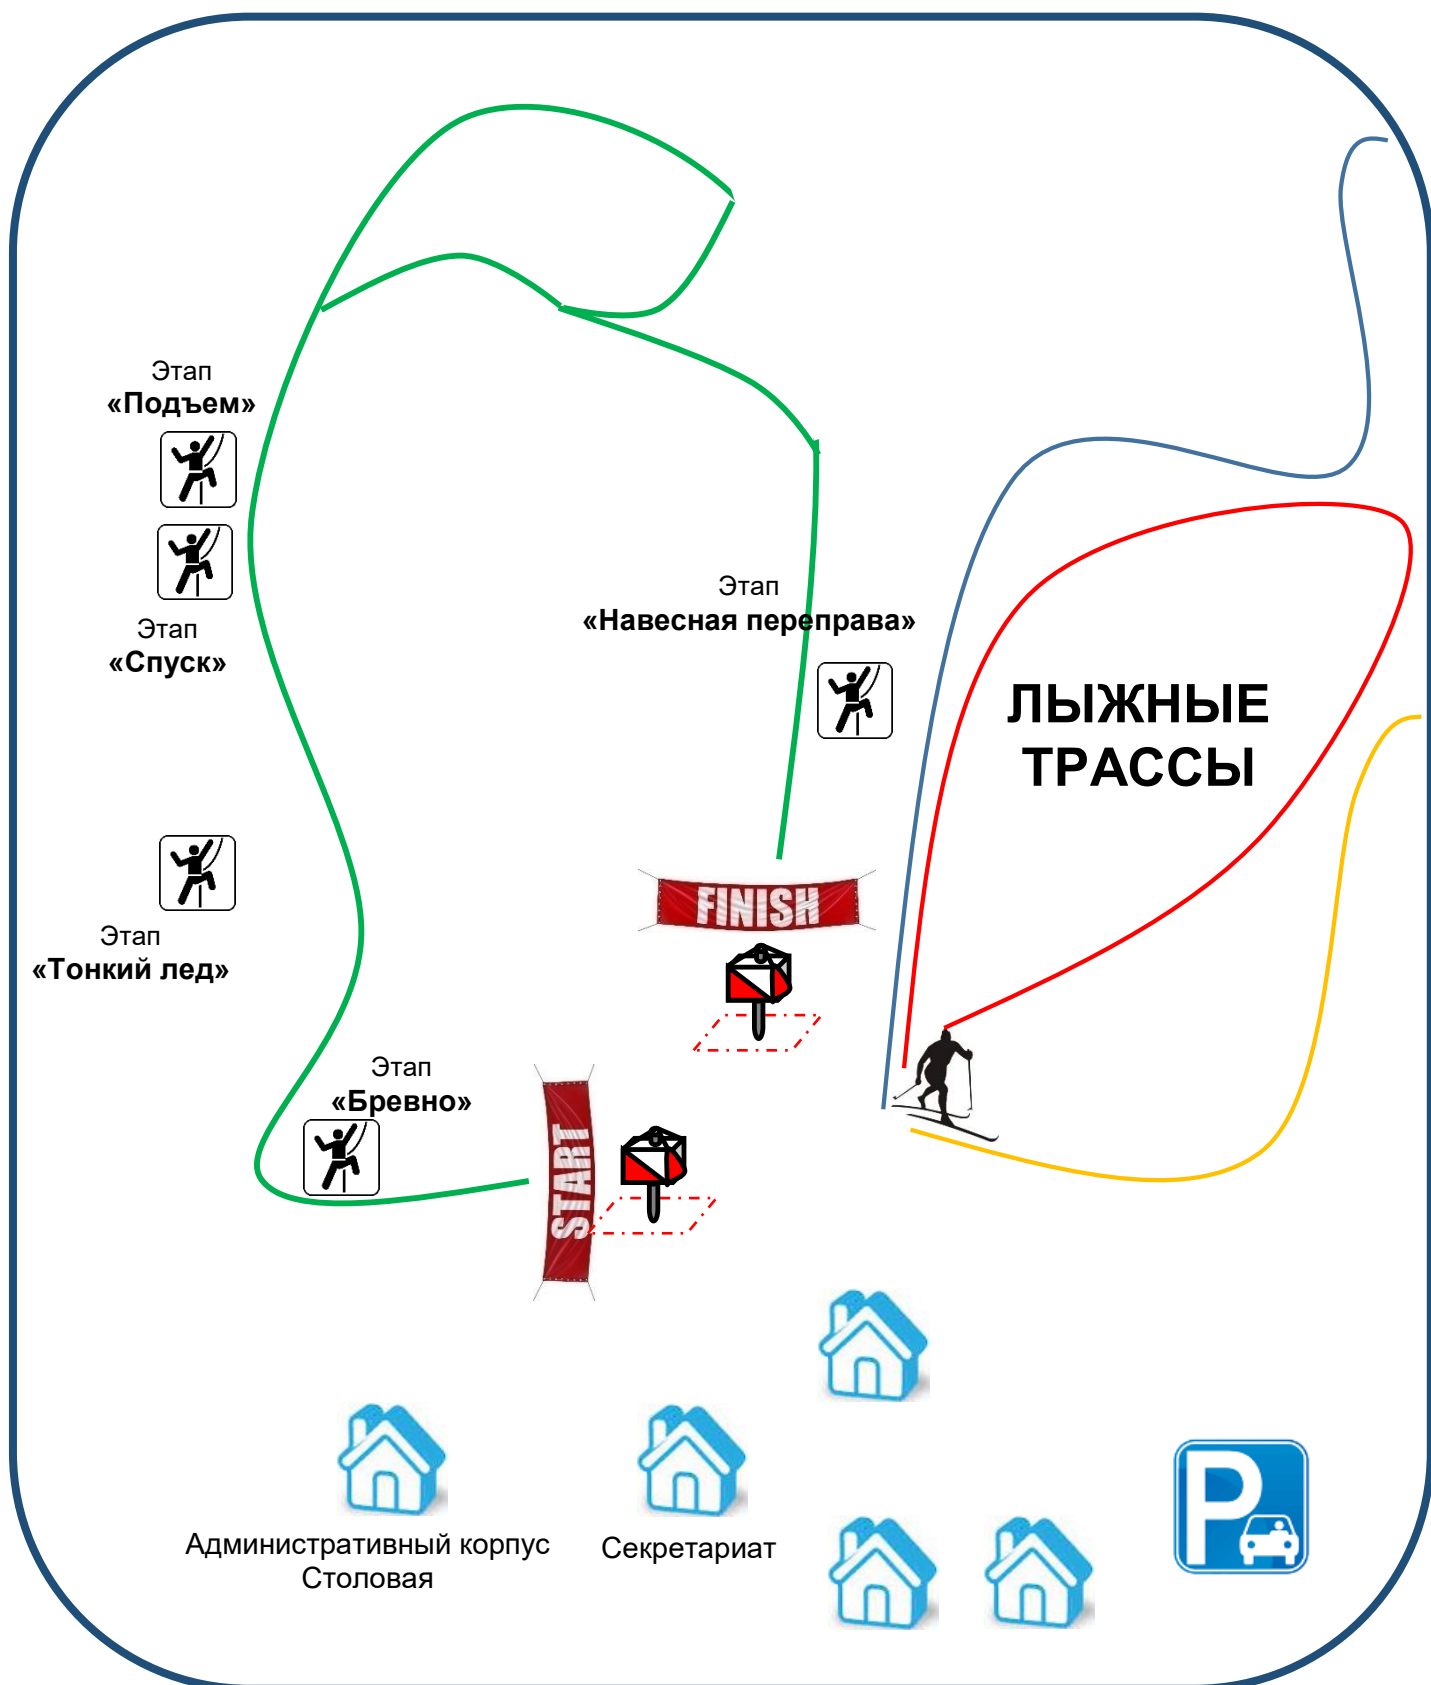 Этап
«Подъем»
Этап
«Спуск»
Этап
«Навесная переправа»
ЛЫЖНЫЕ
ТРАССЫ
FINISH
Этап
«Тонкий лед»
Этап
«Бревно»
START
Административный корпус
Столовая
Секретариат
P